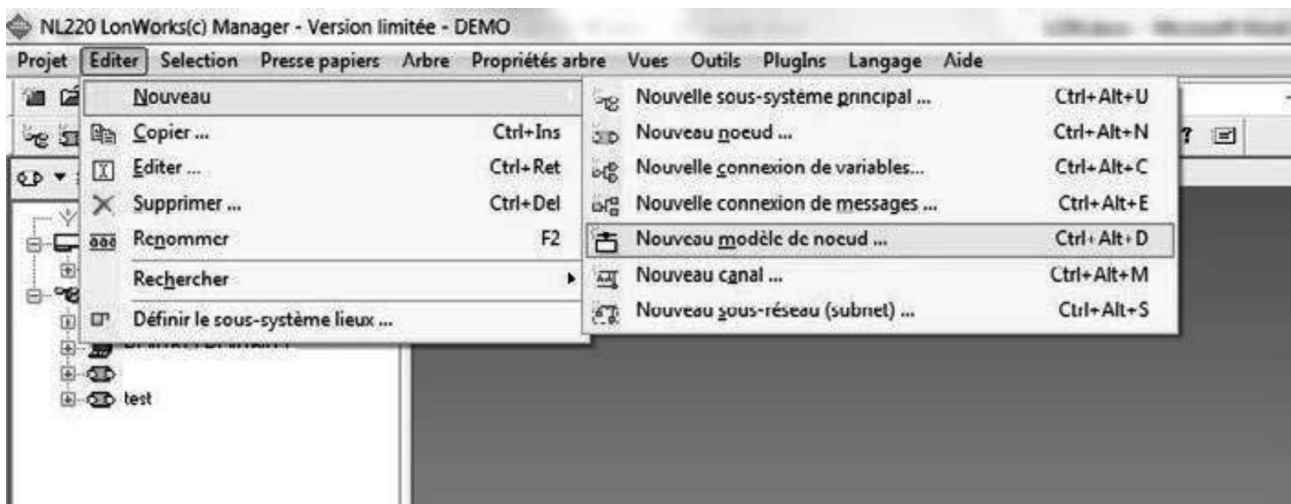 NL220 LonWorks(c) Manager - Version limitée - DEMO
Projet Editer Selection Presse papiers Arbre Propriétés arbre Vues Outils PlugIns Langage Aide
Nouveau
Copier ... Ctrl+Ins
Editer ... Ctrl+Ret
Supprimer ... Ctrl+Del
Renommer F2
Rechercher
Définir le sous-système lieux ...
Nouvelle sous-système principal ... Ctrl+Alt+U
Nouveau noeud ... Ctrl+Alt+N
Nouvelle connexion de variables... Ctrl+Alt+C
Nouvelle connexion de messages ... Ctrl+Alt+E
Nouveau modèle de noeud ... Ctrl+Alt+D
Nouveau canal ... Ctrl+Alt+M
Nouveau sous-réseau (subnet) ... Ctrl+Alt+S
?
test